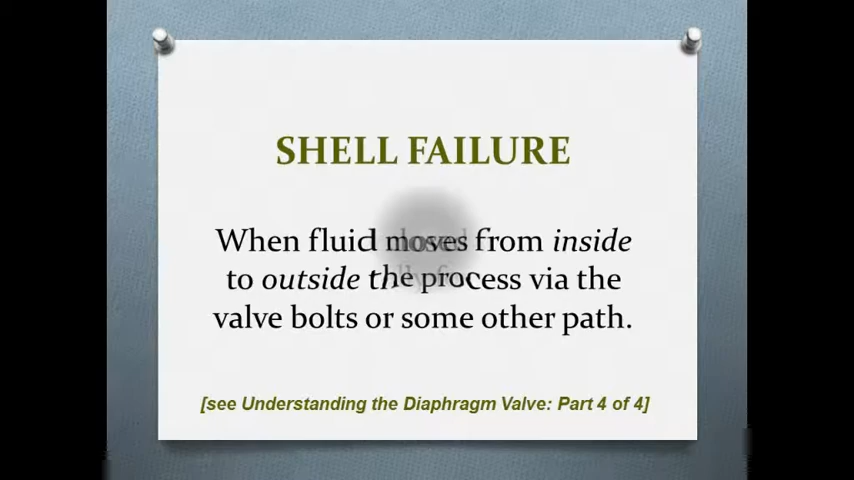 SHELL FAILURE
When fluid moves from inside
to outside the process via the
valve bolts or some other path.
[see Understanding the Diaphragm Valve: Part 4 of 4]